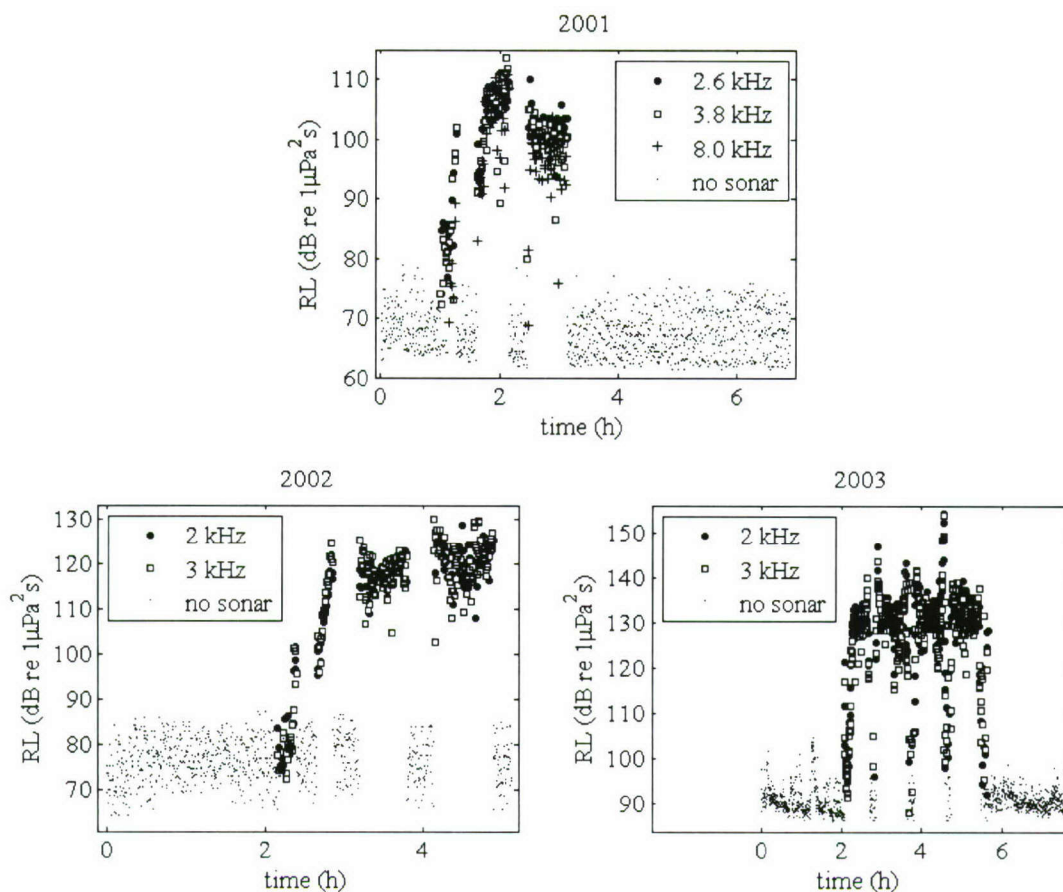 2001
RL (dB re 1µPa²s)
110
100
90
80
70
60
2.6 kHz
3.8 kHz
8.0 kHz
no sonar
0 2 4 6
time (h)
2002
RL (dB re 1µPa²s)
130
120
110
100
90
80
70
2 kHz
3 kHz
no sonar
0 2 4
time (h)
2003
RL (dB re 1µPa²s)
150
140
130
120
110
100
90
2 kHz
3 kHz
no sonar
0 2 4 6
time (h)